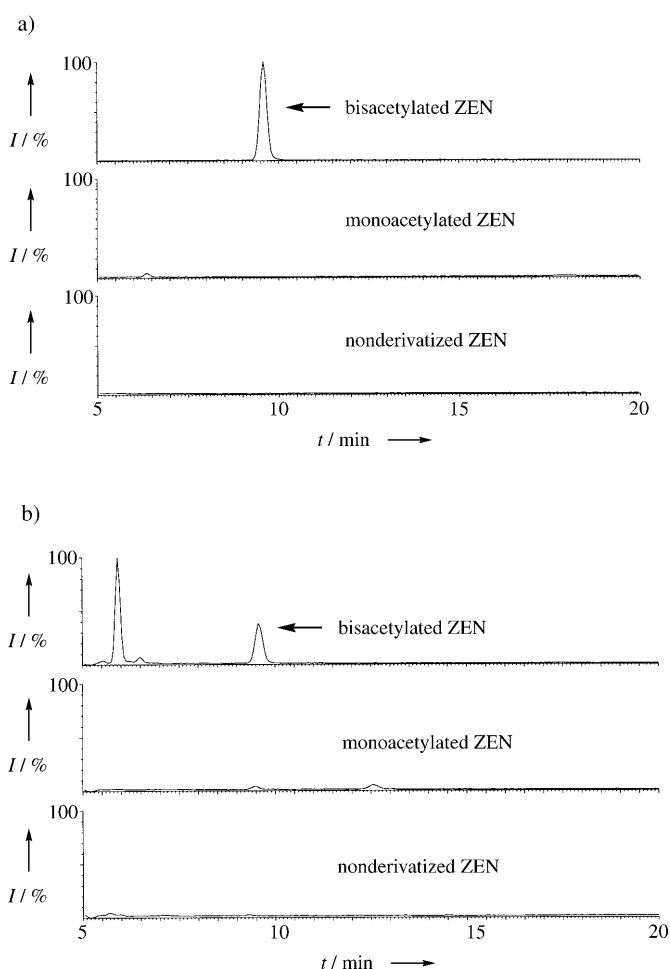 a)
100
bisacetylated ZEN
I / %
100
monoacetylated ZEN
I / %
100
nonderivatized ZEN
I / %
5 10 15 20
t / min
b)
100
bisacetylated ZEN
I / %
100
monoacetylated ZEN
I / %
100
nonderivatized ZEN
I / %
5 10 15 20
t / min